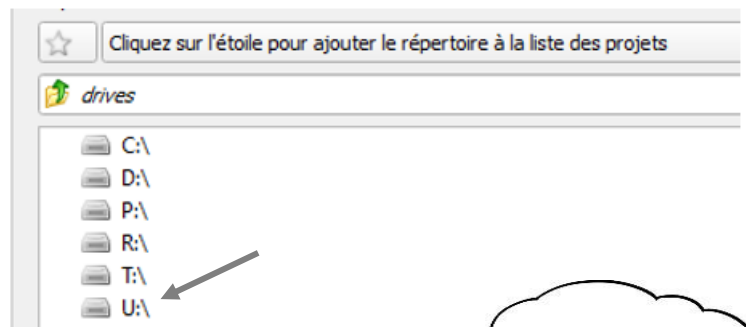 Cliquez sur l'étoile pour ajouter le répertoire à la liste des projets
drives
C:\
D:\
P:\
R:\
T:\
U:\